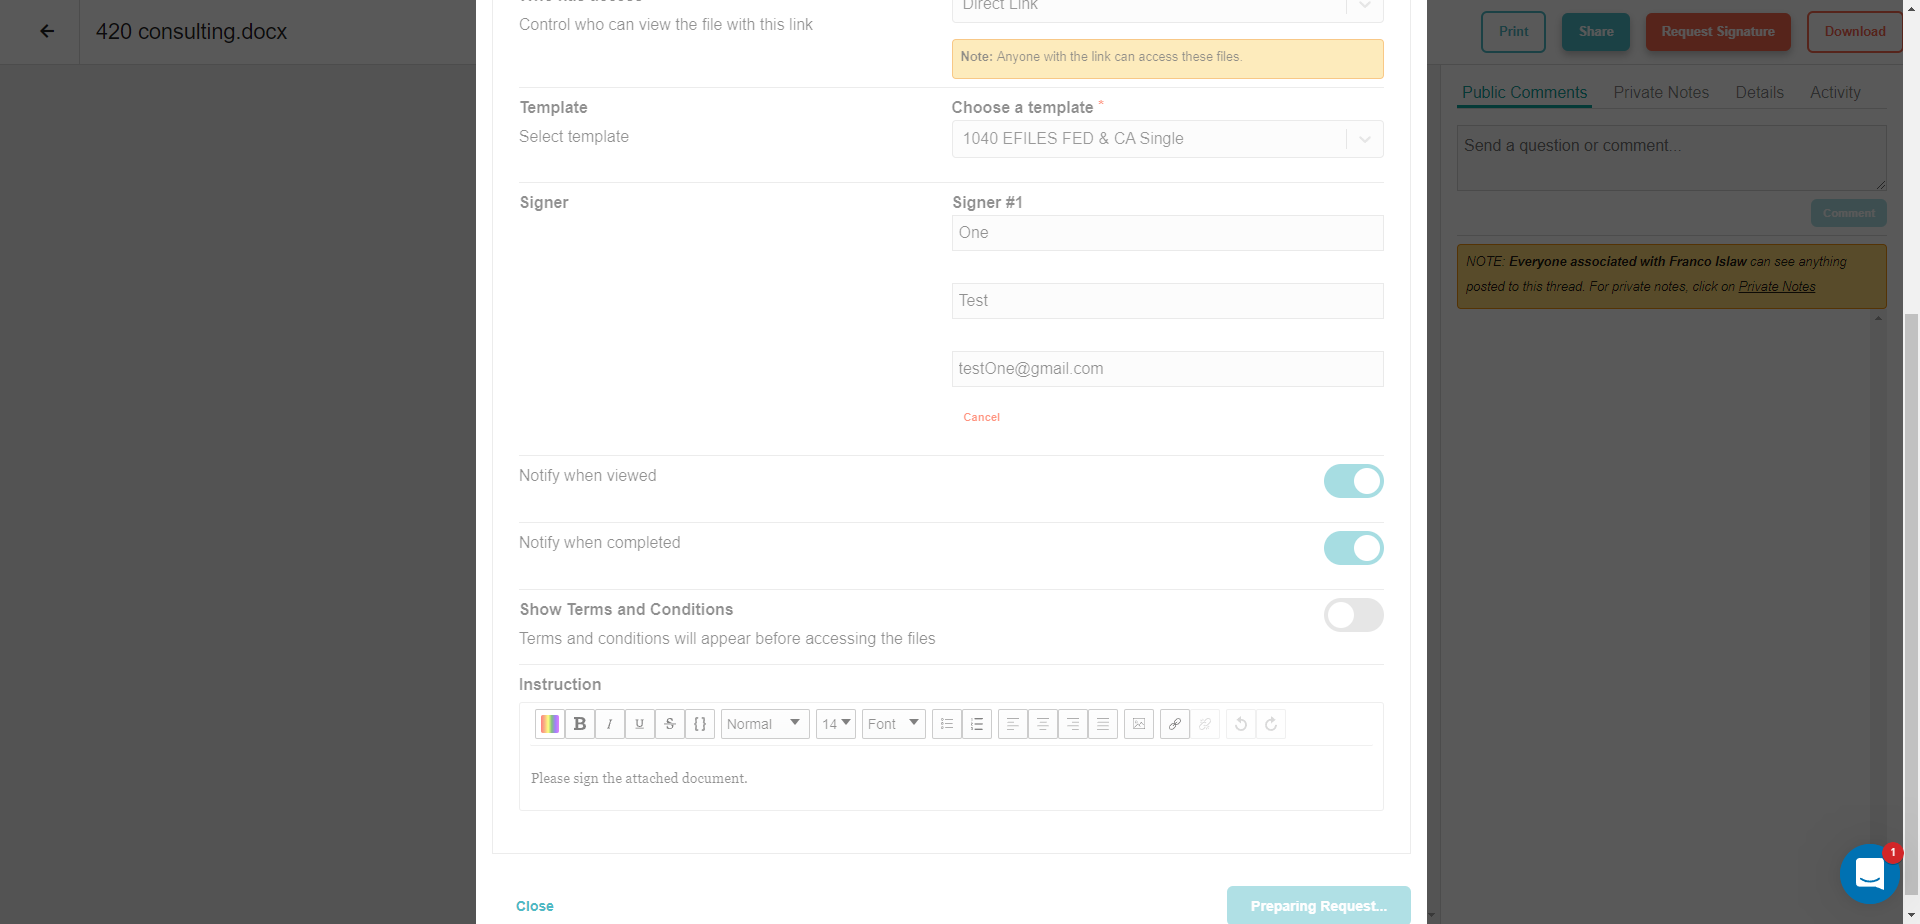 420 consulting.docx
Control who can view the file with this link
Direct Link
Note: Anyone with the link can access these files.
Template
Select template
Choose a template *
1040 EFILES FED & CA Single
Signer
Signer #1
One
Test
testOne@gmail.com
Cancel
Notify when viewed
Notify when completed
Show Terms and Conditions
Terms and conditions will appear before accessing the files
Instruction
B I U S {} Normal 14 Font
Please sign the attached document.
Close
Preparing Request...
Print Share Request Signature Download
Public Comments Private Notes Details Activity
Send a question or comment...
Comment
NOTE: Everyone associated with Franco Islaw can see anything
posted to this thread. For private notes, click on Private Notes
1